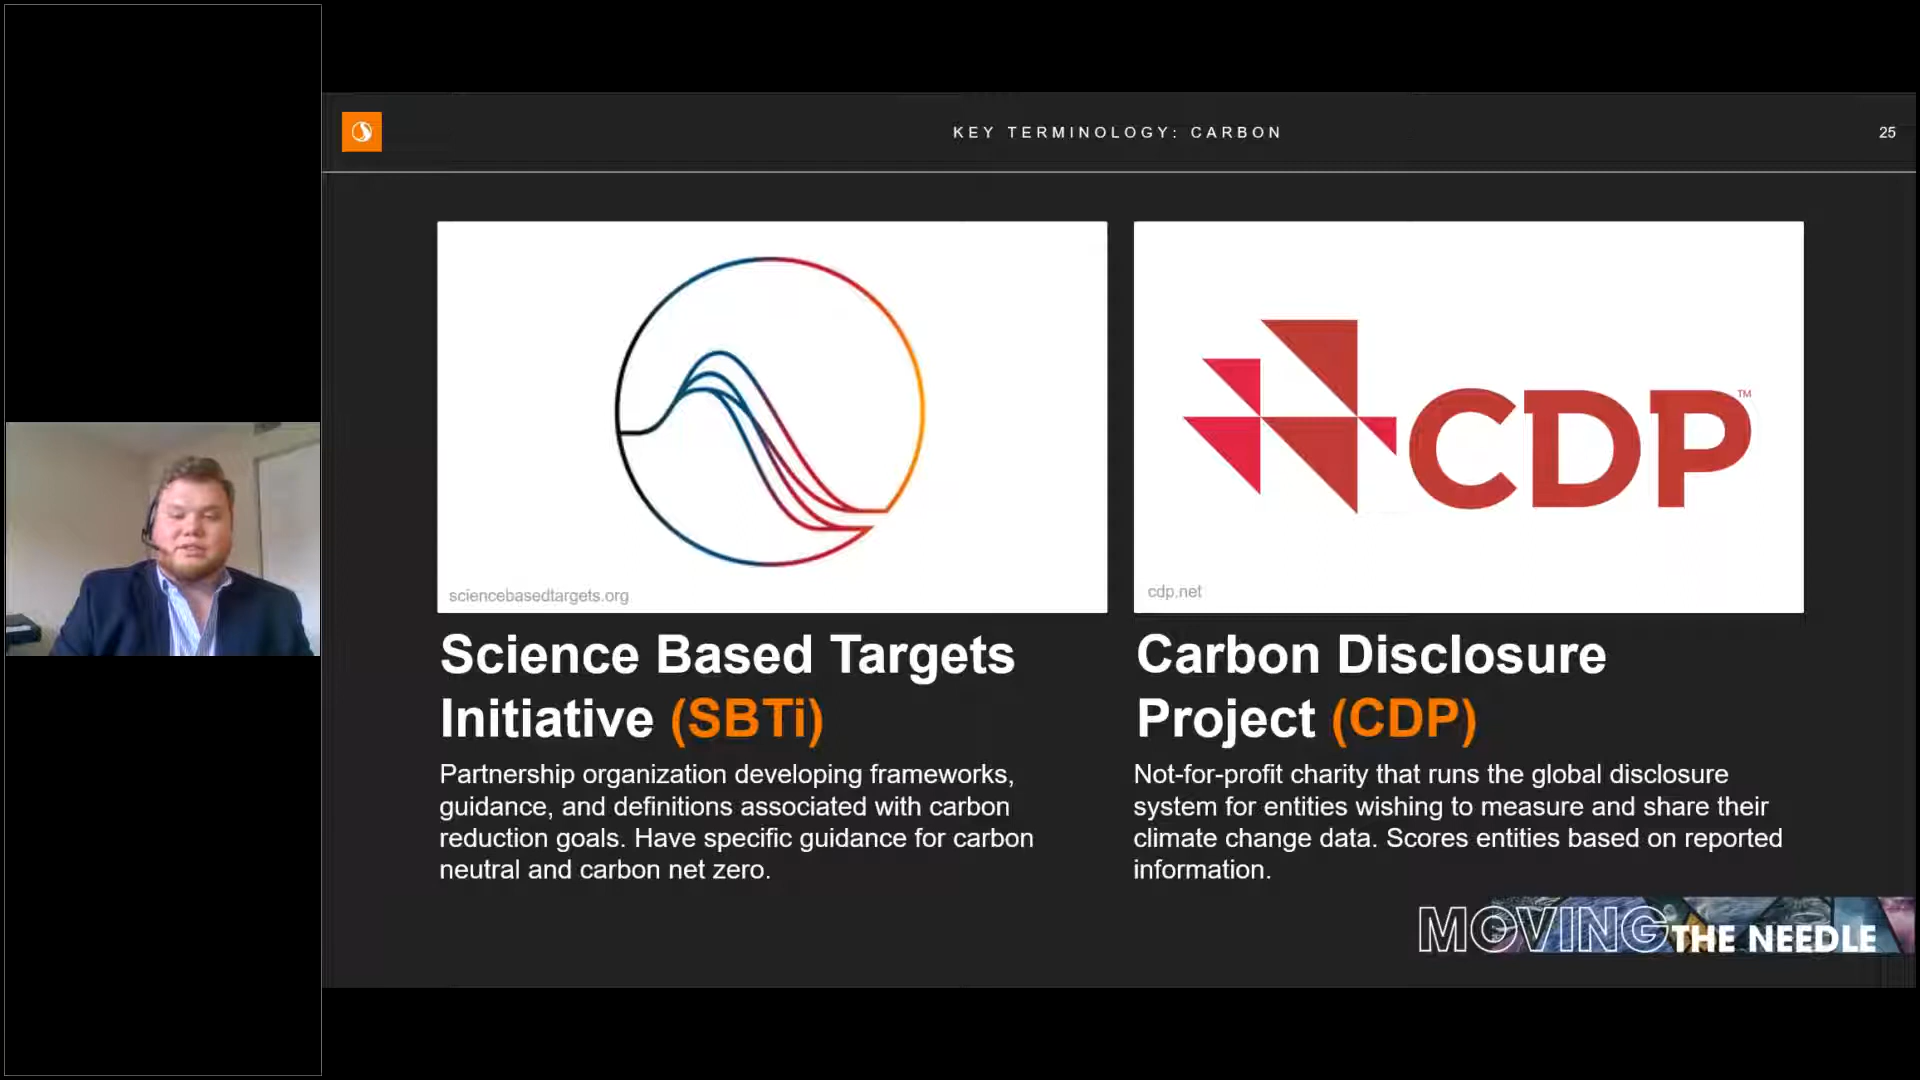 KEY TERMINOLOGY: CARBON
25
sciencebasedtargets.org
CDP™
cdp.net
Science Based Targets
Initiative (SBTi)
Partnership organization developing frameworks,
guidance, and definitions associated with carbon
reduction goals. Have specific guidance for carbon
neutral and carbon net zero.
Carbon Disclosure
Project (CDP)
Not-for-profit charity that runs the global disclosure
system for entities wishing to measure and share their
climate change data. Scores entities based on reported
information.
MOVING THE NEEDLE